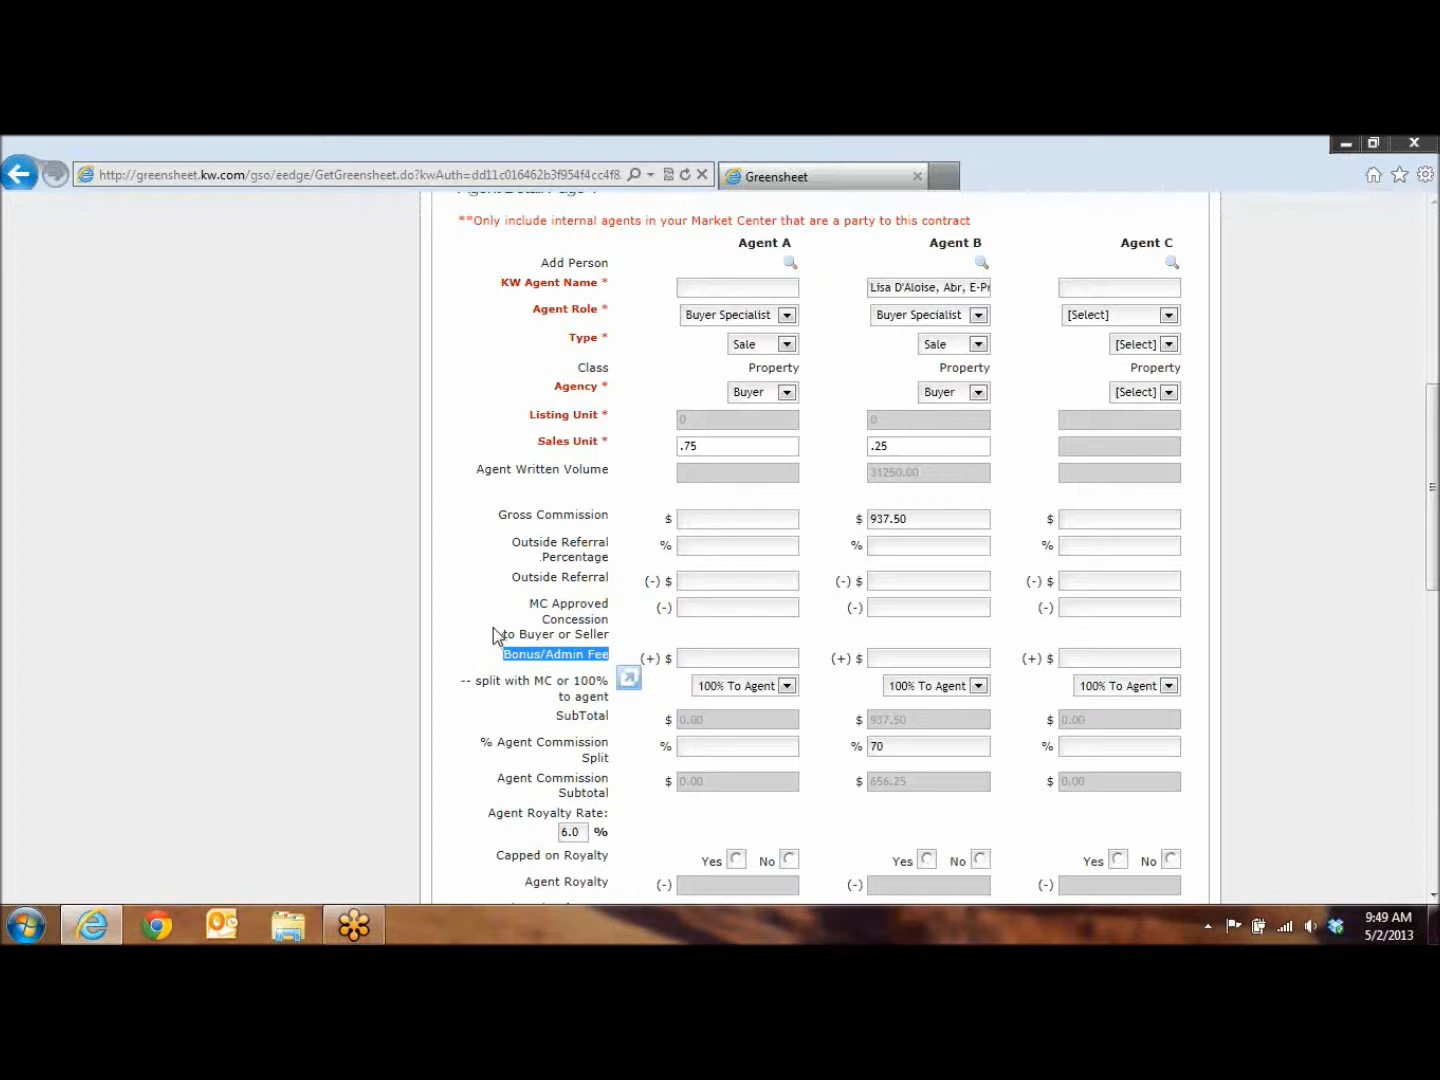 http://greensheet.kw.com/gso/eedge/GetGreensheet.do?kwAuth=dd11c016462b3f954f4cc4f8
Greensheet
**Only include internal agents in your Market Center that are a party to this contract
Agent A Agent B Agent C
Add Person
KW Agent Name * Lisa D'Aloise, Abr, E-Pr
Agent Role * Buyer Specialist Buyer Specialist [Select]
Type * Sale Sale [Select]
Class Property Property Property
Agency * Buyer Buyer [Select]
Listing Unit * 0 0
Sales Unit * .75 .25
Agent Written Volume 31250.00
Gross Commission $ $ 937.50 $
Outside Referral % % %
Percentage
Outside Referral (-) $ (-) $ (-) $
MC Approved (-) (-) (-)
Concession
to Buyer or Seller
Bonus/Admin Fee (+) $ (+) $ (+) $
-- split with MC or 100% 100% To Agent 100% To Agent 100% To Agent
to agent
SubTotal $ 0.00 $ 937.50 $ 0.00
% Agent Commission % % 70 %
Split
Agent Commission $ 0.00 $ 656.25 $ 0.00
Subtotal
Agent Royalty Rate:
6.0 %
Capped on Royalty Yes No Yes No Yes No
Agent Royalty (-) (-) (-)
9:49 AM
5/2/2013